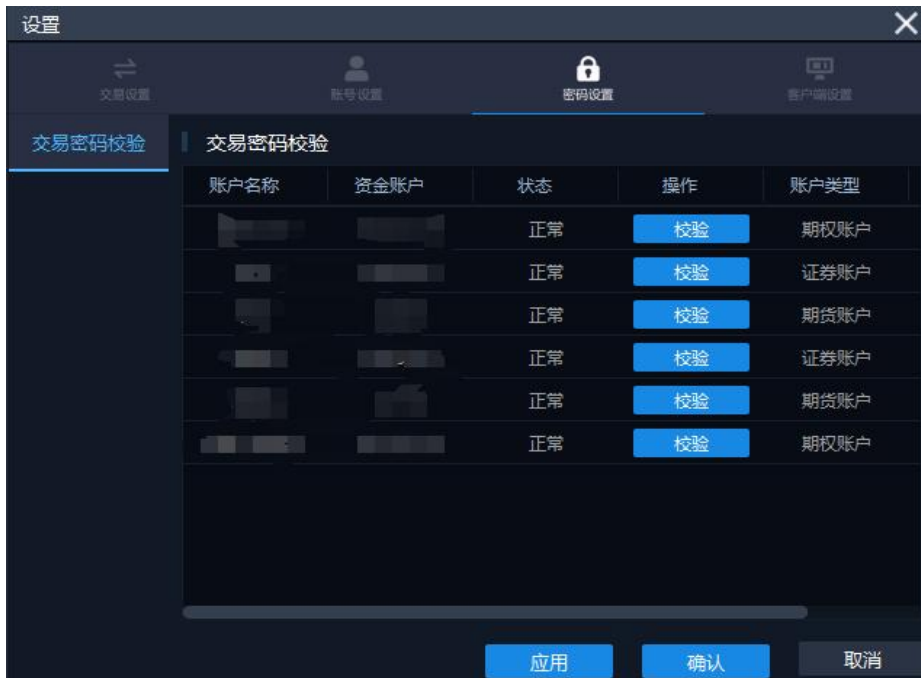 设置
交易设置 账号设置 密码设置 客户端设置
交易密码校验
交易密码校验
账户名称 资金账户 状态 操作 账户类型
正常 校验 期权账户
正常 校验 证券账户
正常 校验 期货账户
正常 校验 证券账户
正常 校验 期货账户
正常 校验 期权账户
应用 确认 取消